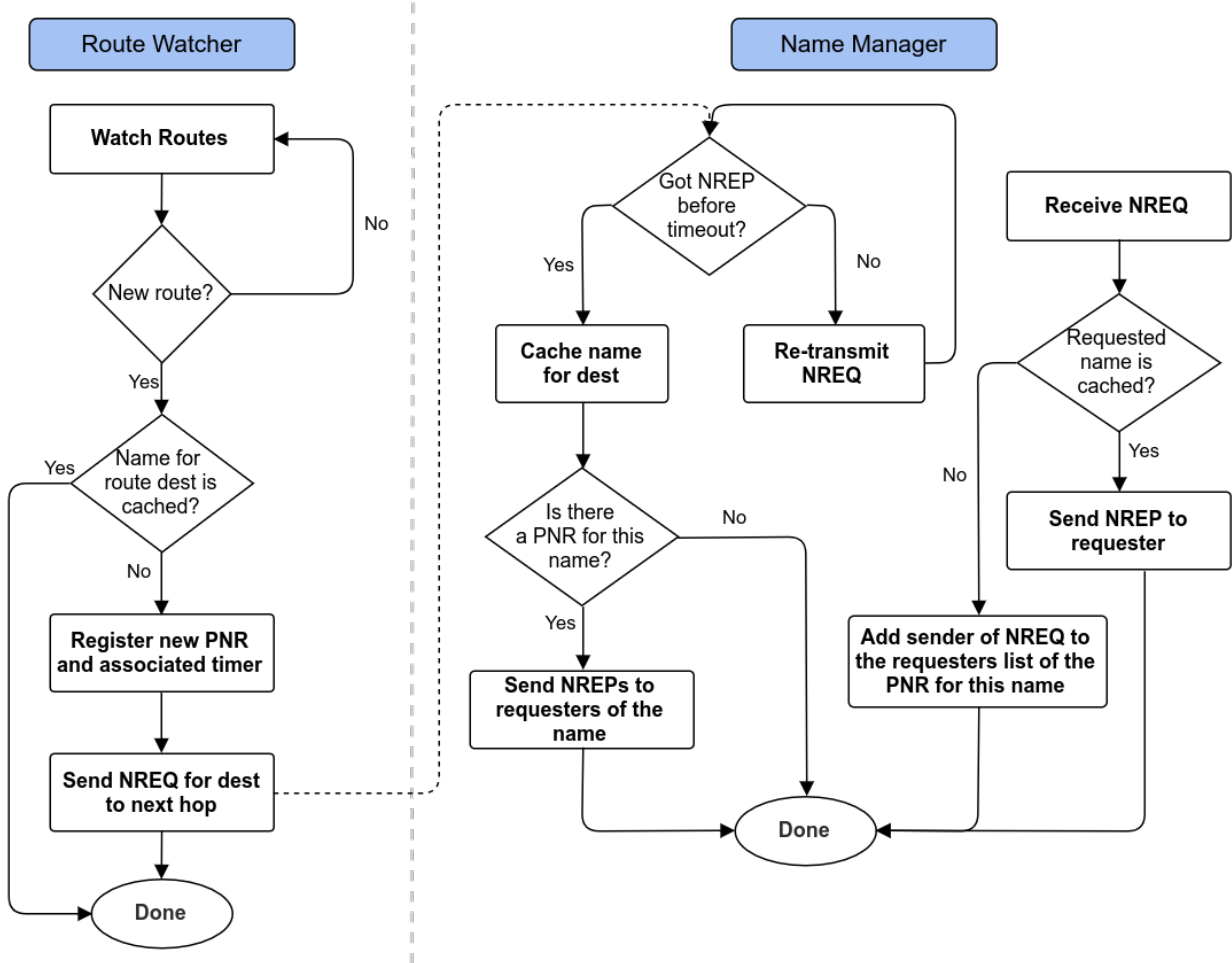 Route Watcher
Watch Routes
No
New route?
Yes
Name for
route dest is
cached?
Yes
No
Register new PNR
and associated timer
Send NREQ for dest
to next hop
Done
Name Manager
Got NREP
before
timeout?
Yes
No
Cache name
for dest
Re-transmit
NREQ
Is there
a PNR for this
name?
No
Yes
Send NREPs to
requesters of the
name
Receive NREQ
Requested
name is
cached?
No
Yes
Send NREP to
requester
Add sender of NREQ to
the requesters list of the
PNR for this name
Done